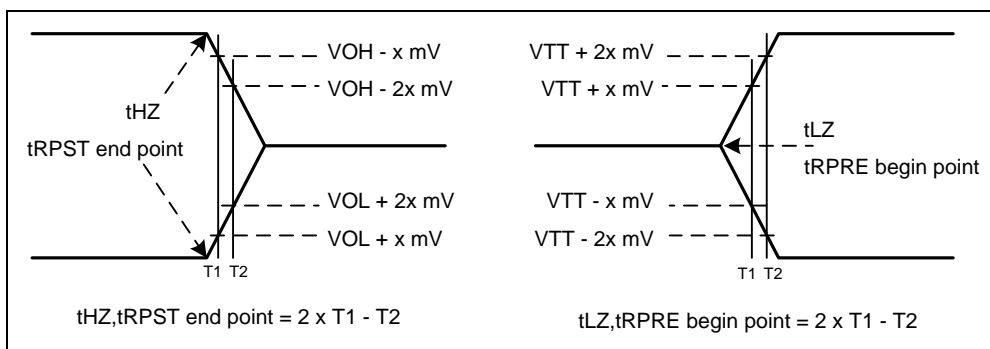 VOH - x mV
VOH - 2x mV
tHZ
tRPST end point
VOL + 2x mV
VOL + x mV
T1 T2
tHZ,tRPST end point = 2 x T1 - T2
VTT + 2x mV
VTT + x mV
tLZ
tRPRE begin point
VTT - x mV
VTT - 2x mV
T1 T2
tLZ,tRPRE begin point = 2 x T1 - T2